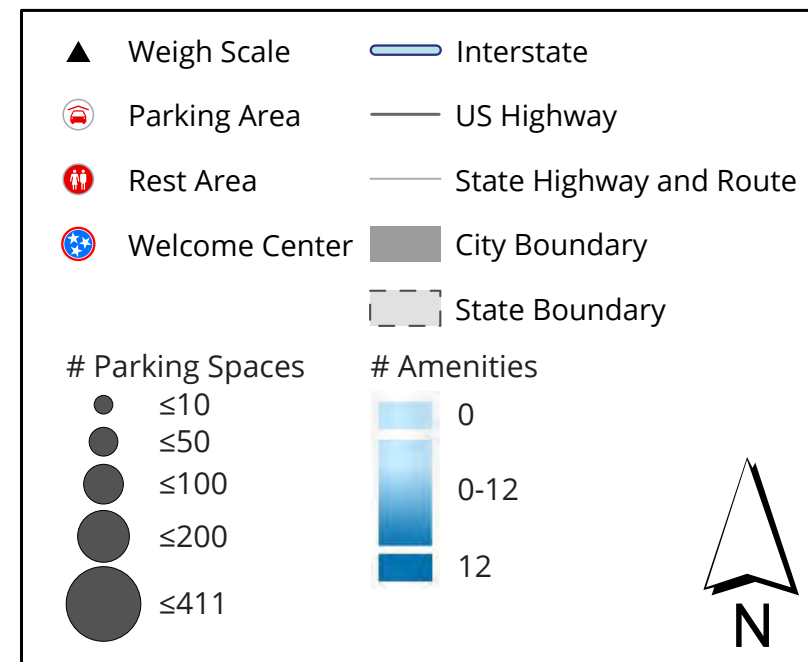 Weigh Scale
Parking Area
Rest Area
Welcome Center
Interstate
US Highway
State Highway and Route
City Boundary
State Boundary
# Parking Spaces
≤10
≤50
≤100
≤200
≤411
# Amenities
0
0-12
12
N